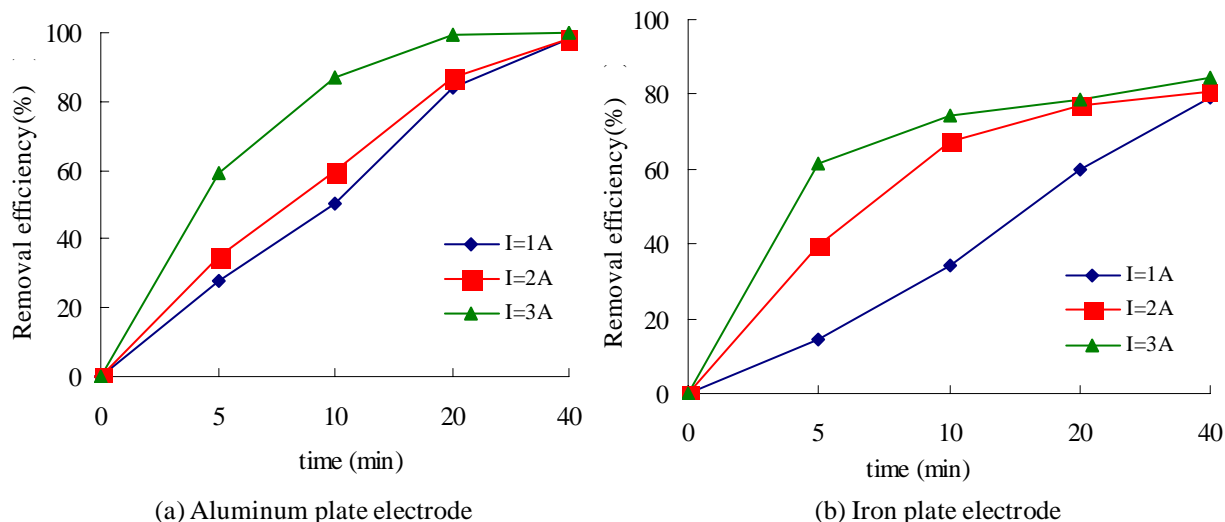 Removal efficiency(%)
100
80
60
40
20
0
0 5 10 20 40
time (min)
I=1A
I=2A
I=3A
(a) Aluminum plate electrode
Removal efficiency(%)
100
80
60
40
20
0
0 5 10 20 40
time (min)
I=1A
I=2A
I=3A
(b) Iron plate electrode